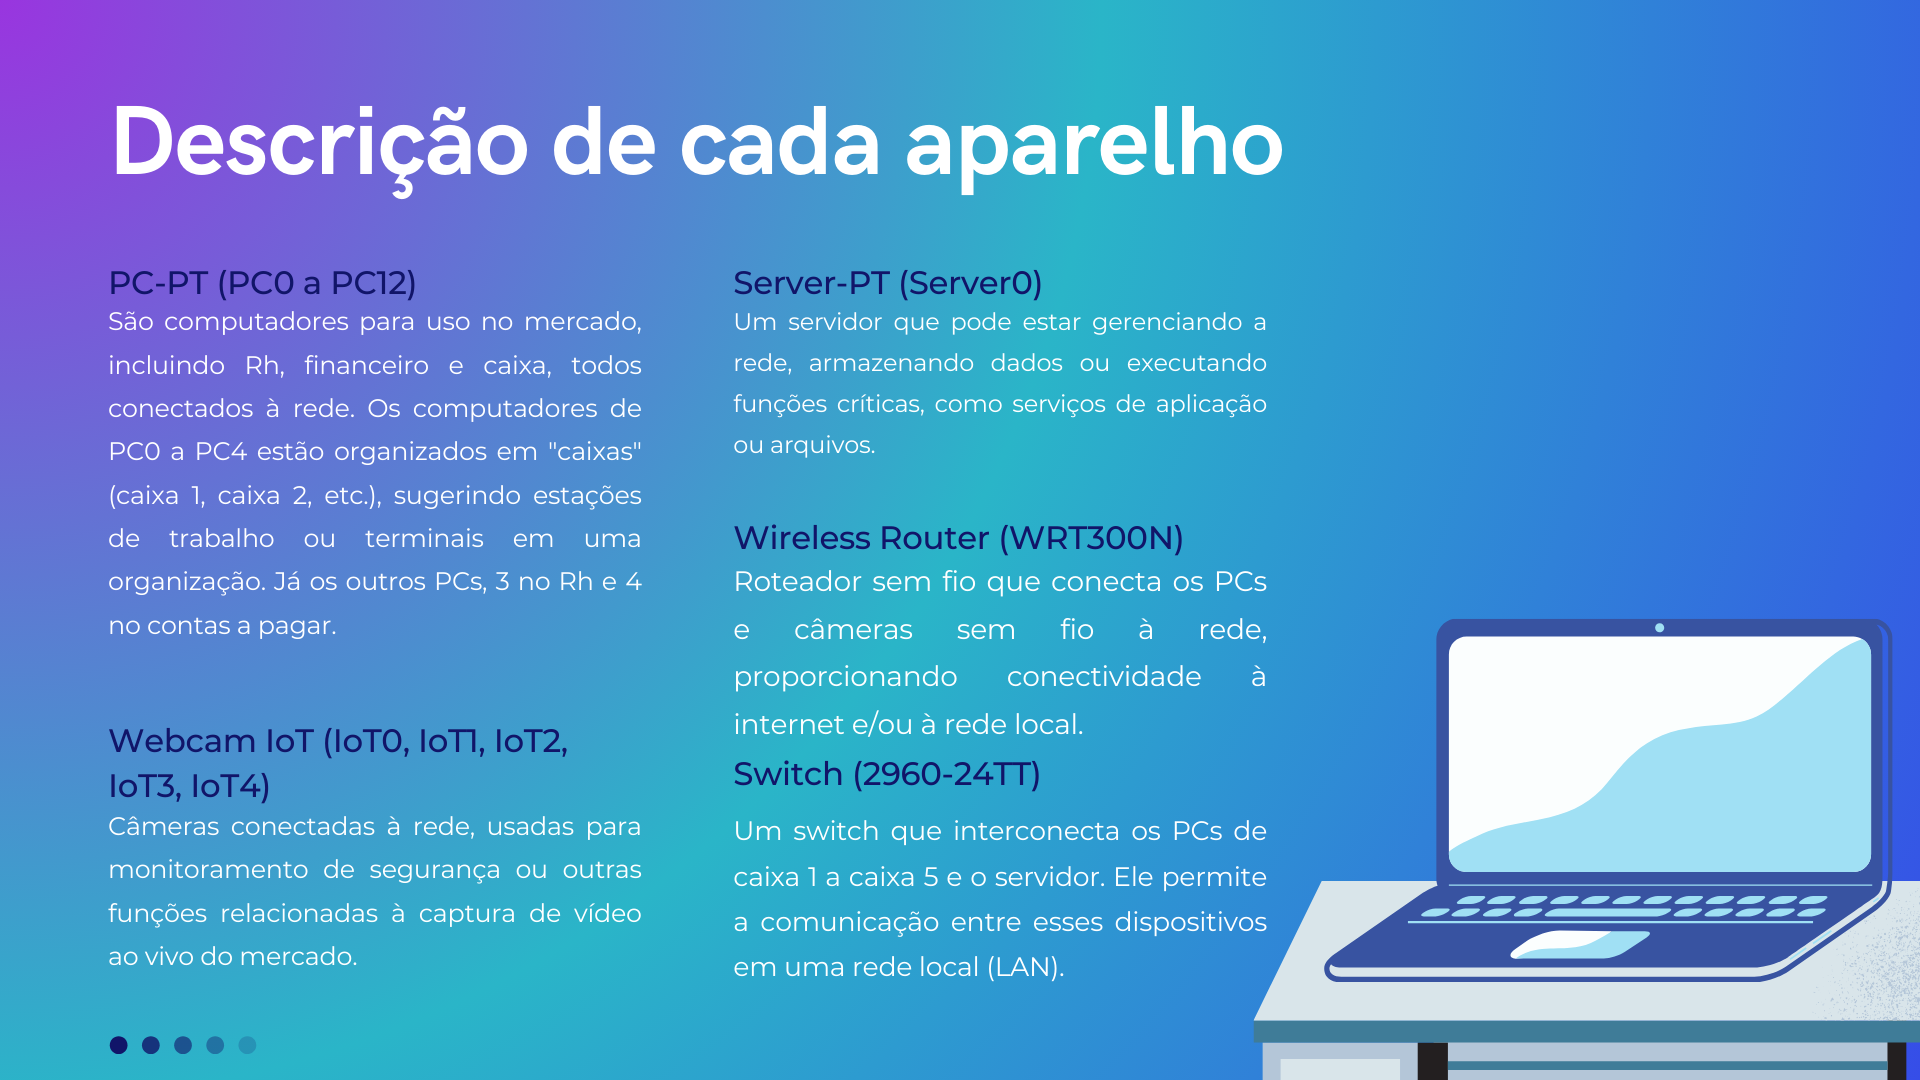 Descrição de cada aparelho
PC-PT (PC0 a PC12)
São computadores para uso no mercado,
incluindo Rh, financeiro e caixa, todos
conectados à rede. Os computadores de
PC0 a PC4 estão organizados em "caixas"
(caixa 1, caixa 2, etc.), sugerindo estações
de trabalho ou terminais em uma
organização. Já os outros PCs, 3 no Rh e 4
no contas a pagar.
Webcam IoT (IoT0, IoT1, IoT2,
IoT3, IoT4)
Câmeras conectadas à rede, usadas para
monitoramento de segurança ou outras
funções relacionadas à captura de vídeo
ao vivo do mercado.
Server-PT (Server0)
Um servidor que pode estar gerenciando a
rede, armazenando dados ou executando
funções críticas, como serviços de aplicação
ou arquivos.
Wireless Router (WRT300N)
Roteador sem fio que conecta os PCs
e câmeras sem fio à rede,
proporcionando conectividade à
internet e/ou à rede local.
Switch (2960-24TT)
Um switch que interconecta os PCs de
caixa 1 a caixa 5 e o servidor. Ele permite
a comunicação entre esses dispositivos
em uma rede local (LAN).